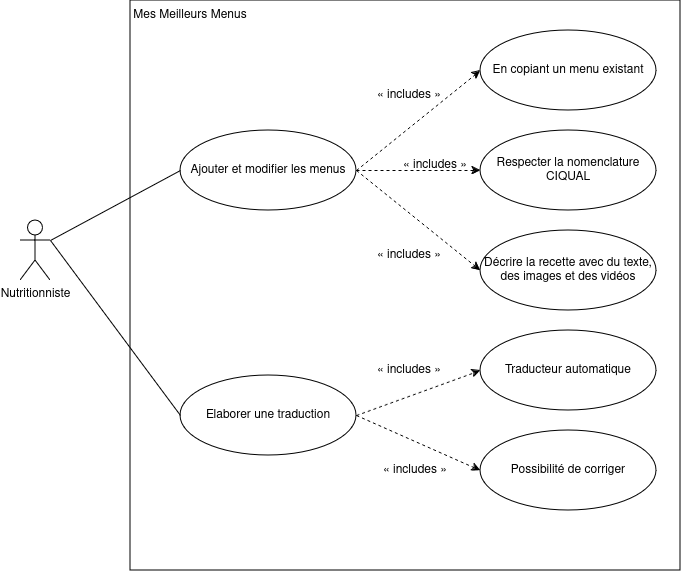 Mes Meilleurs Menus
En copiant un menu existant
« includes »
Ajouter et modifier les menus
« includes »
Respecter la nomenclature
CIQUAL
« includes »
Décrire la recette avec du texte,
des images et des vidéos
Nutritionniste
« includes »
Traducteur automatique
Elaborer une traduction
« includes »
Possibilité de corriger